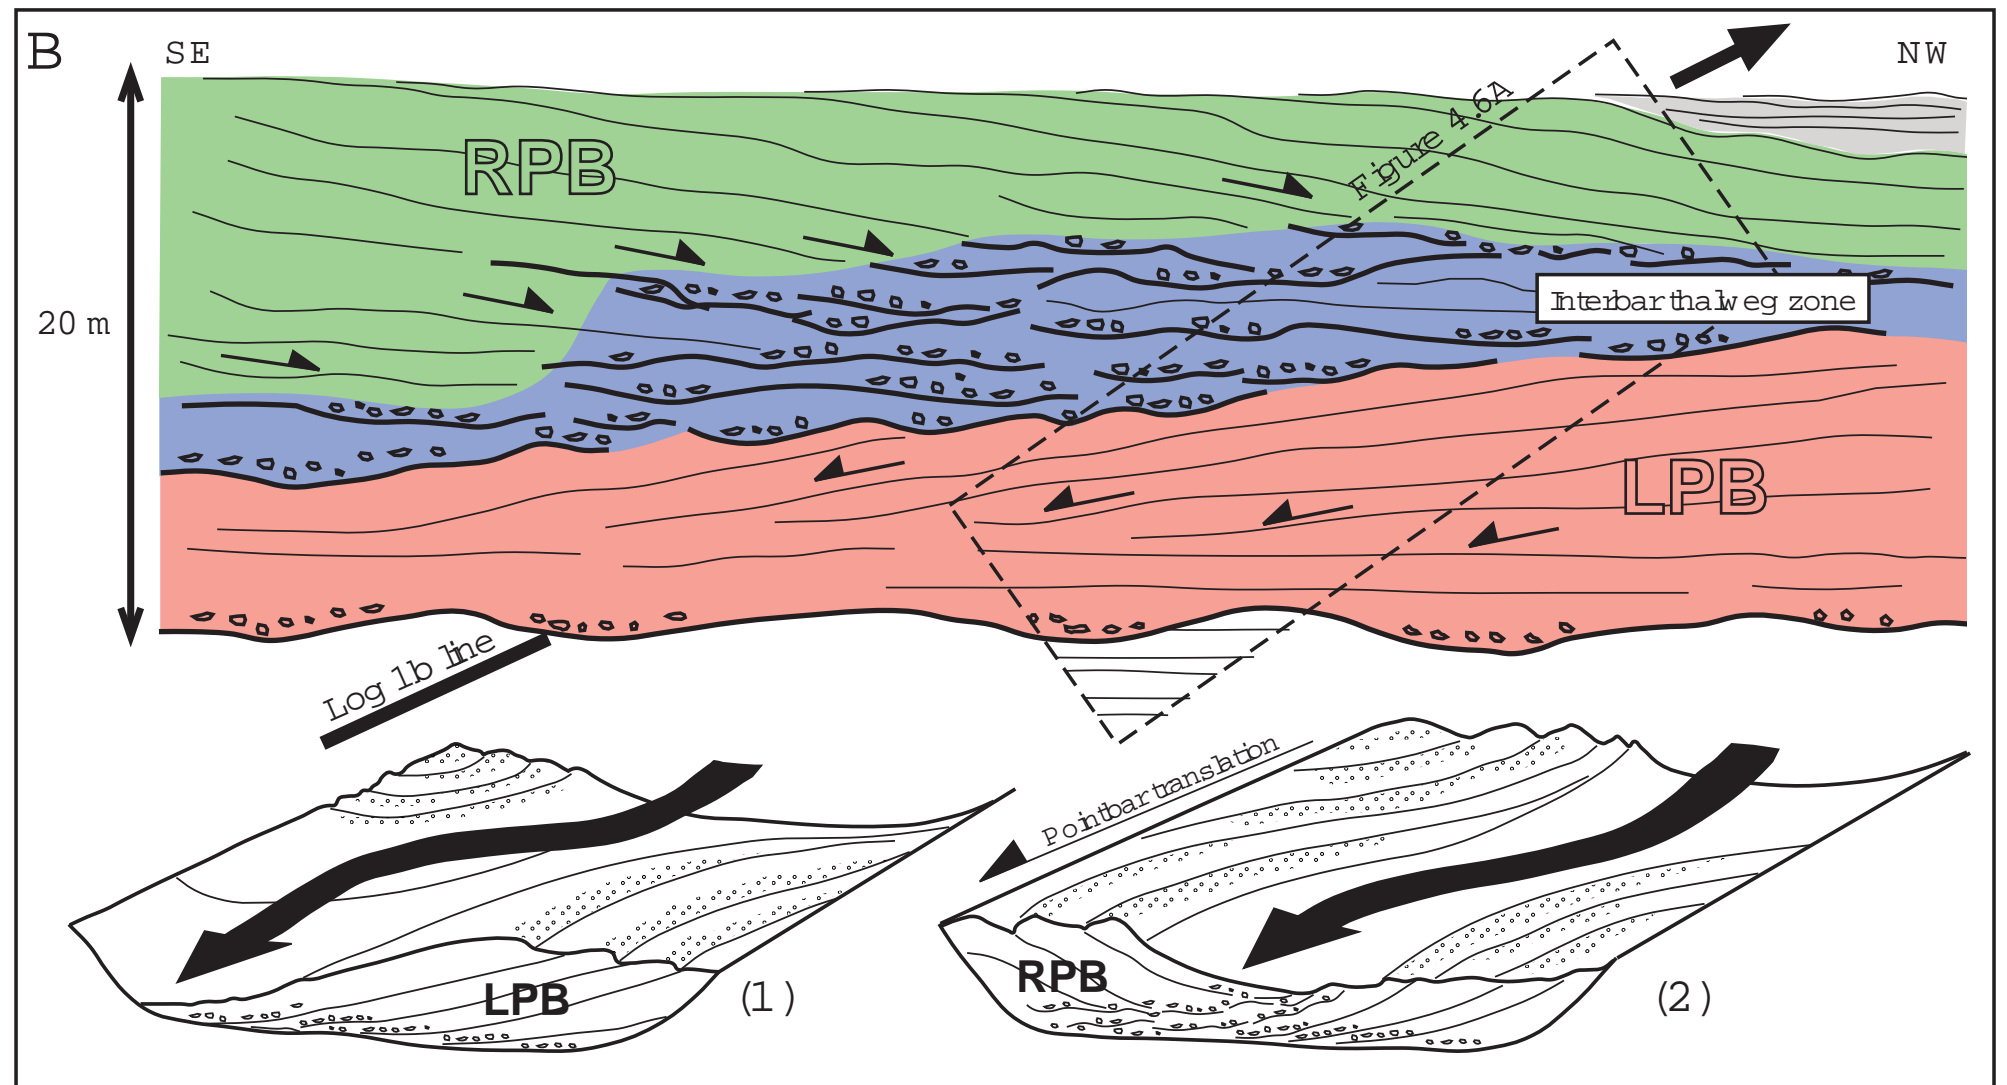 B
SE
NW
Figure 4.6A
RPB
20 m
Interbar thalweg zone
LPB
Log 1b line
Point bar translation
RPB
LPB
(1)
(2)